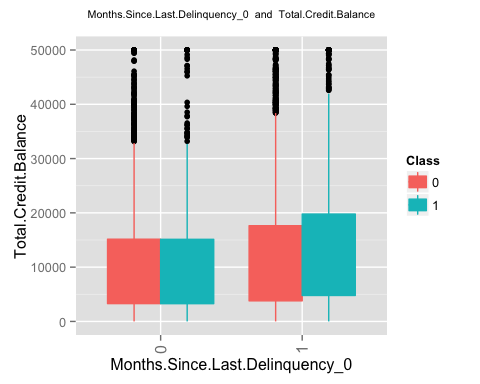 Months.Since.Last.Delinquency_0 and Total.Credit.Balance
50000
40000
30000
20000
10000
0
Total.Credit.Balance
0
1
Months.Since.Last.Delinquency_0
Class
0
1